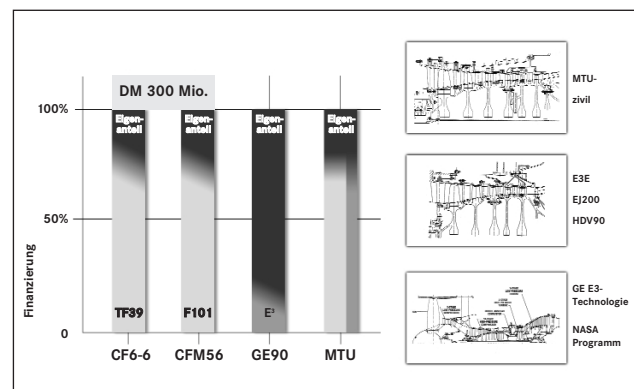 DM 300 Mio.
100%
50%
0
Finanzierung
Eigen-
anteil
Eigen-
anteil
Eigen-
anteil
Eigen-
anteil
TF39
F101
E³
CF6-6
CFM56
GE90
MTU
MTU-
zivil
E3E
EJ200
HDV90
GE E3-
Technologie
NASA
Programm